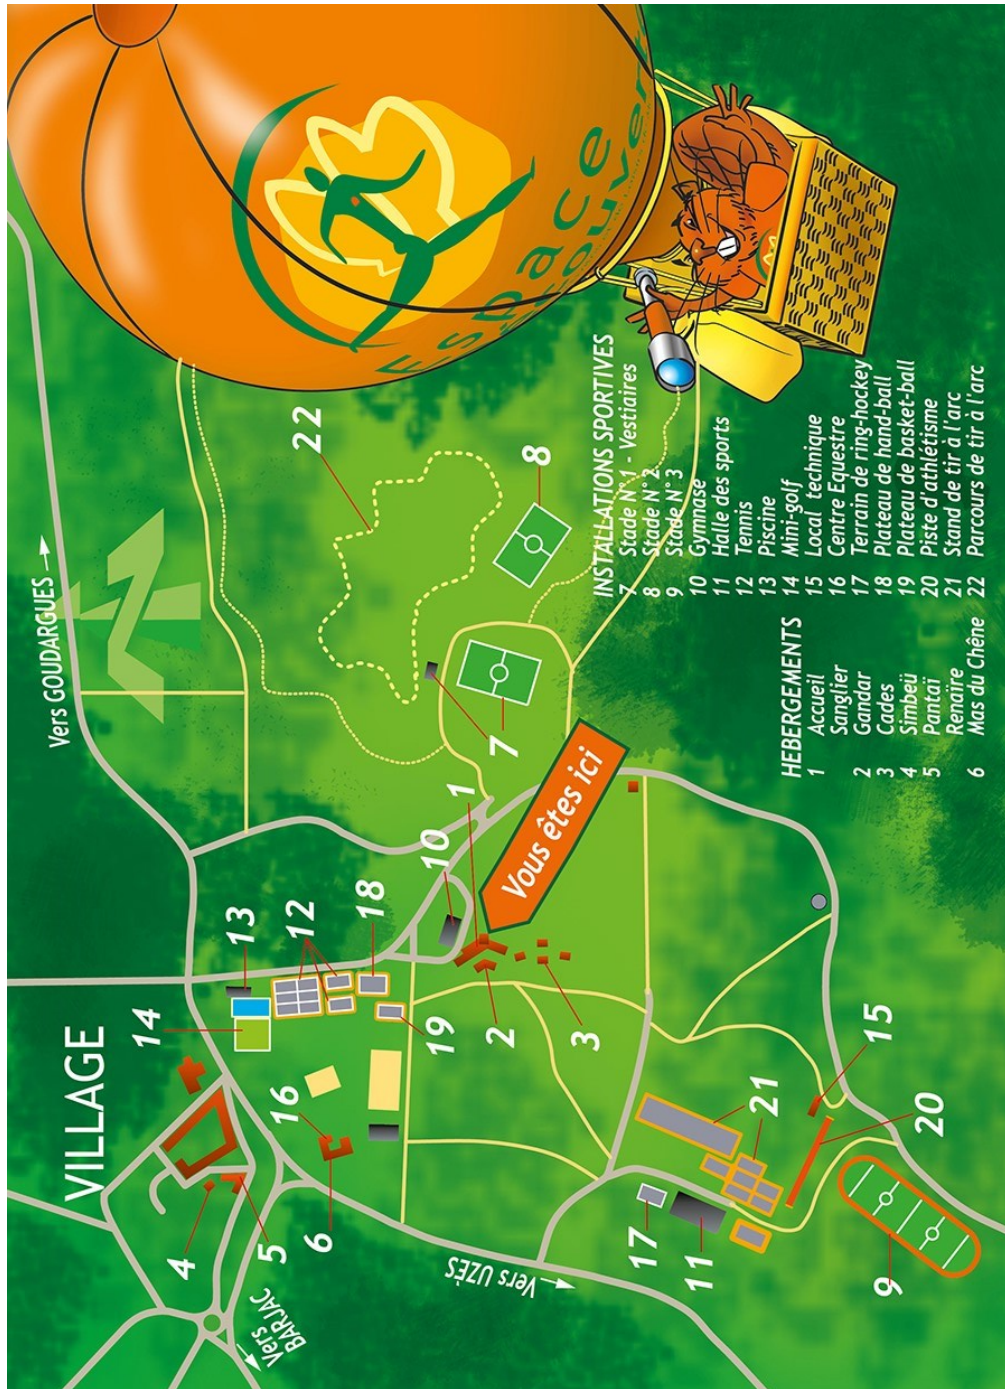 Espace
Vers GOUDARGUES
N
22
8
7
1
10
Vous êtes ici
13
12
18
14
VILLAGE
19
2
3
16
4
5
6
Vers
BARJAC
Vers UZÈS
17
11
21
15
20
9
HEBERGEMENTS
1 Accueil
Sanglier
2 Gandar
3 Cades
4 Simbeü
5 Pantaï
Renaïre
6 Mas du Chêne
INSTALLATIONS SPORTIVES
7 Stade N°1 - Vestiaires
8 Stade N°2
9 Stade N°3
10 Gymnase
11 Halle des sports
12 Tennis
13 Piscine
14 Mini-golf
15 Local technique
16 Centre Equestre
17 Terrain de ring-hockey
18 Plateau de hand-ball
19 Plateau de basket-ball
20 Piste d'athlétisme
21 Stand de tir à l'arc
22 Parcours de tir à l'arc